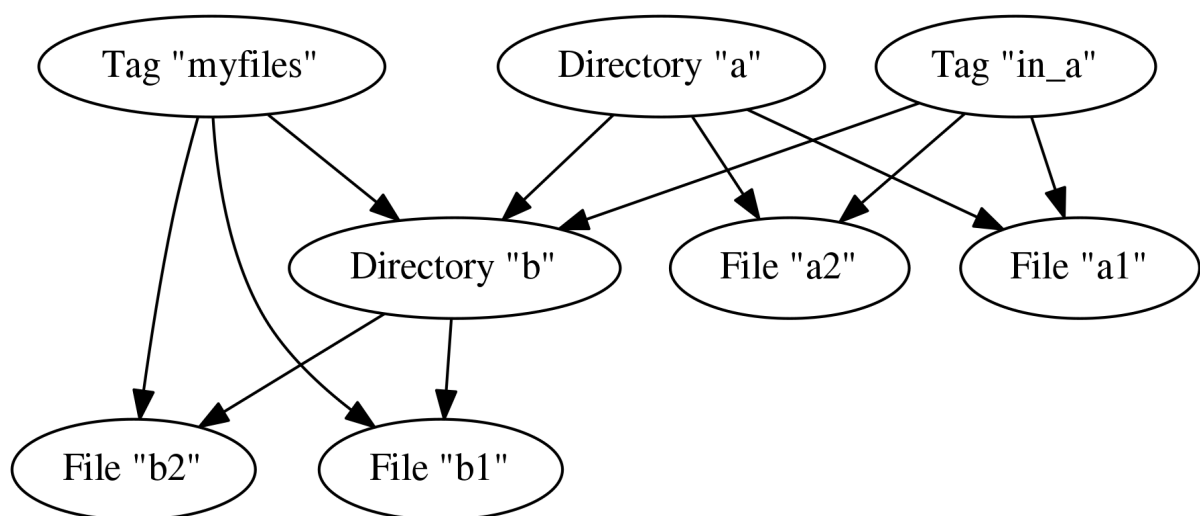 Tag "myfiles"
Directory "a"
Tag "in_a"
Directory "b"
File "a2"
File "a1"
File "b2"
File "b1"